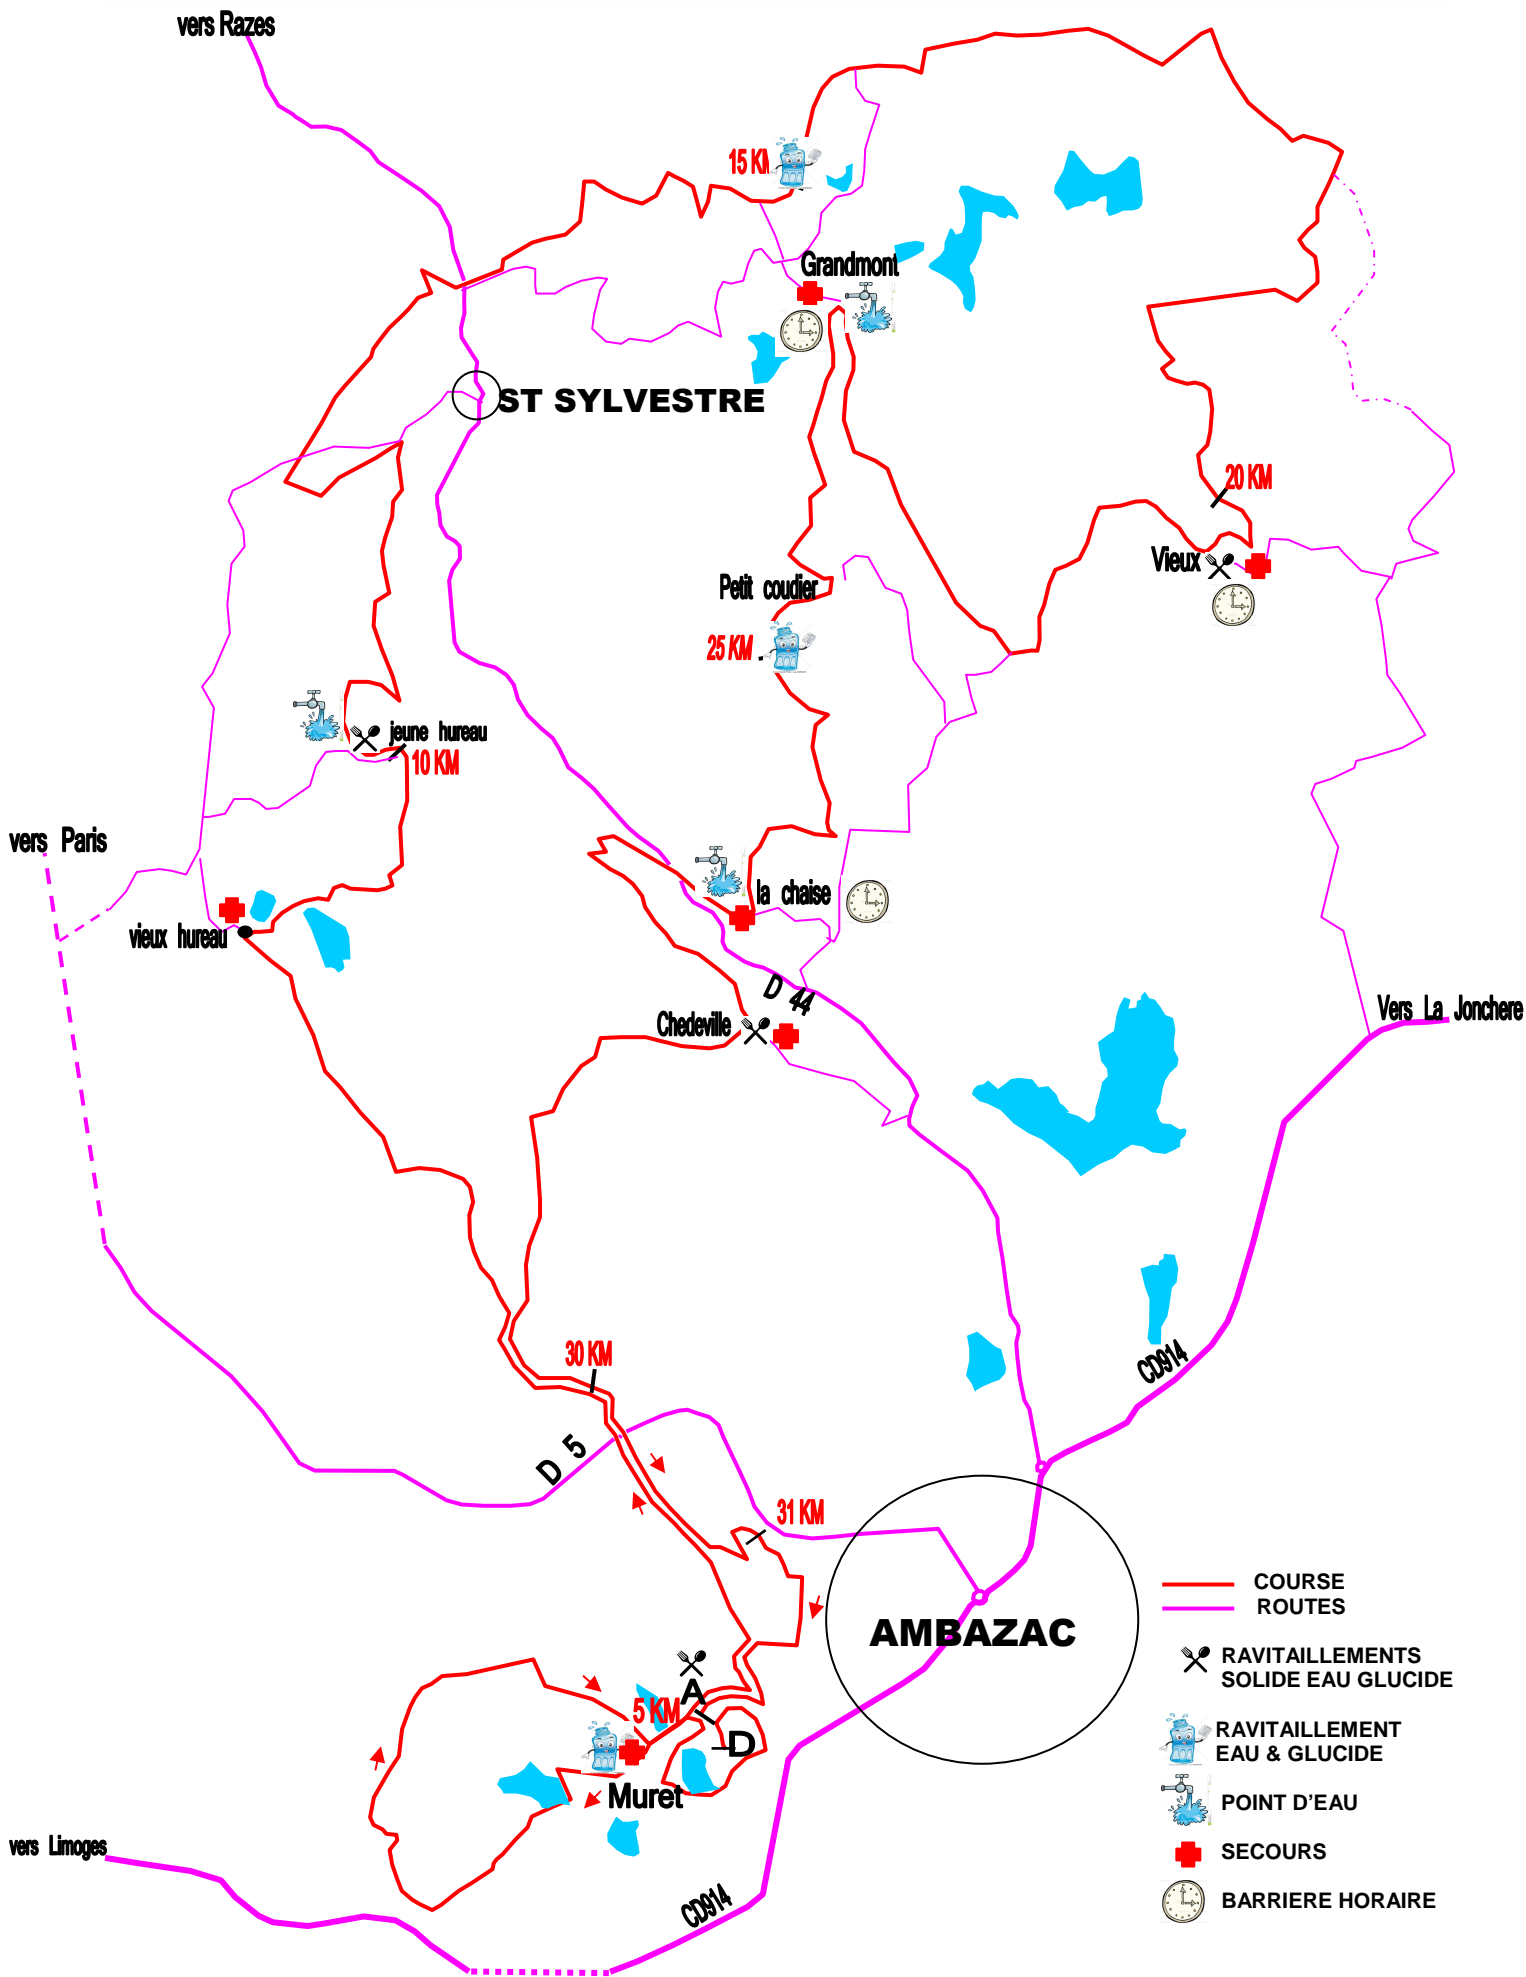 vers Razes
15 KM
Grandmont
ST SYLVESTRE
20 KM
Vieux
Petit coudier
25 KM
jeune hureau
10 KM
vers Paris
la chaise
vieux hureau
D 44
Vers La Jonchere
Chedeville
30 KM
CD914
D 5
31 KM
AMBAZAC
A
5 KM
D
Muret
vers Limoges
CD914
COURSE
ROUTES
RAVITAILLEMENTS
SOLIDE EAU GLUCIDE
RAVITAILLEMENT
EAU & GLUCIDE
POINT D'EAU
SECOURS
BARRIERE HORAIRE